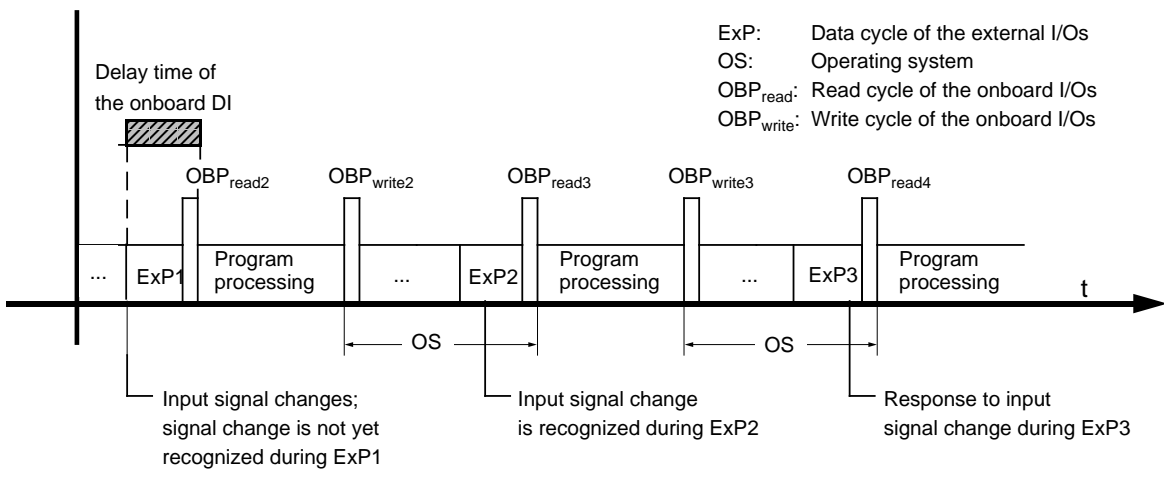 ExP: Data cycle of the external I/Os
OS: Operating system
OBPread: Read cycle of the onboard I/Os
OBPwrite: Write cycle of the onboard I/Os
Delay time of
the onboard DI
OBPread2 OBPwrite2 OBPread3 OBPwrite3 OBPread4
... ExP1 Program
processing ... ExP2 Program
processing ... ExP3 Program
processing
t
OS OS
Input signal changes;
signal change is not yet
recognized during ExP1
Input signal change
is recognized during ExP2
Response to input
signal change during ExP3